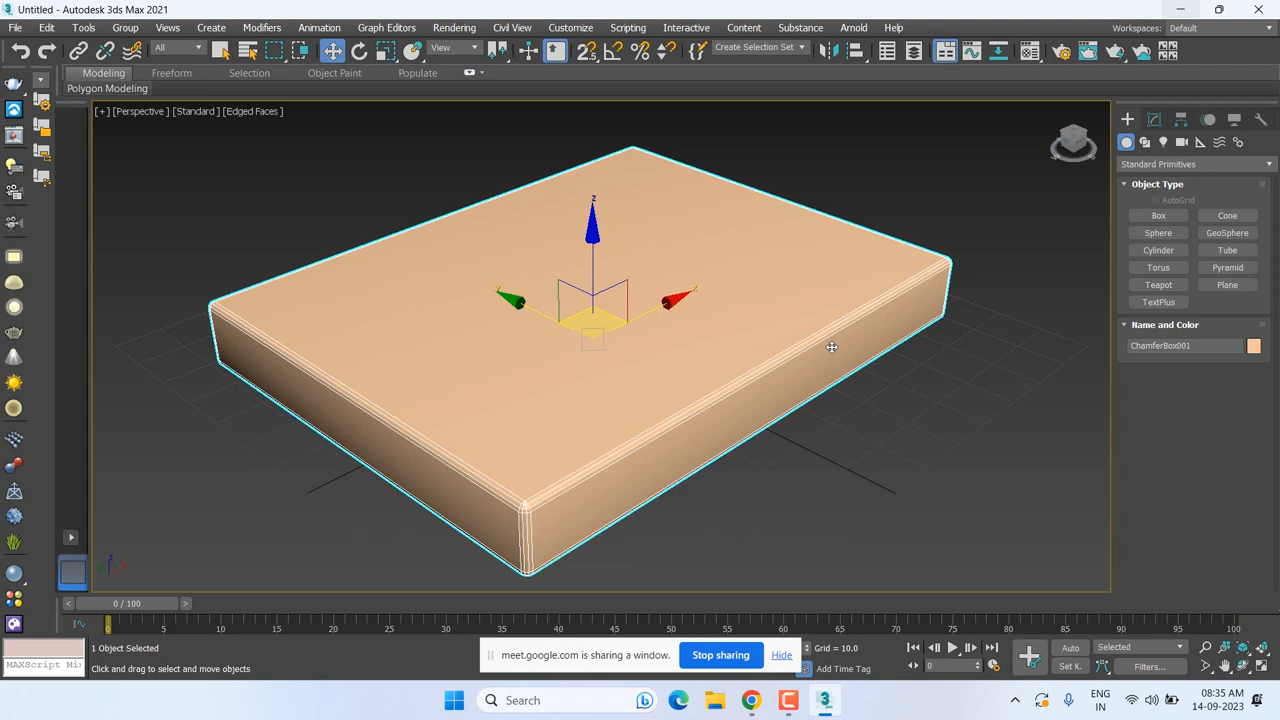 Untitled - Autodesk 3ds Max 2021
File Edit Tools Group Views Create Modifiers Animation Graph Editors Rendering Civil View Customize Scripting Interactive Content Substance Arnold Help Workspaces: Default
All View Create Selection Set
Modeling Freeform Selection Object Paint Populate
Polygon Modeling
[+] [Perspective ] [Standard ] [Edged Faces ]
Standard Primitives
Object Type
AutoGrid
Box Cone
Sphere GeoSphere
Cylinder Tube
Torus Pyramid
Teapot Plane
TextPlus
Name and Color
ChamferBox001
z
0 / 100
0 5 10 15 20 25 30 35 40 45 50 55 60 65 70 75 80 85 90 95 100
1 Object Selected
Click and drag to select and move objects
MAXScript Mi
meet.google.com is sharing a window. Stop sharing Hide
Grid = 10.0
Add Time Tag
0
Auto Selected
Set K. Filters...
Search
ENG
IN
08:35 AM
14-09-2023